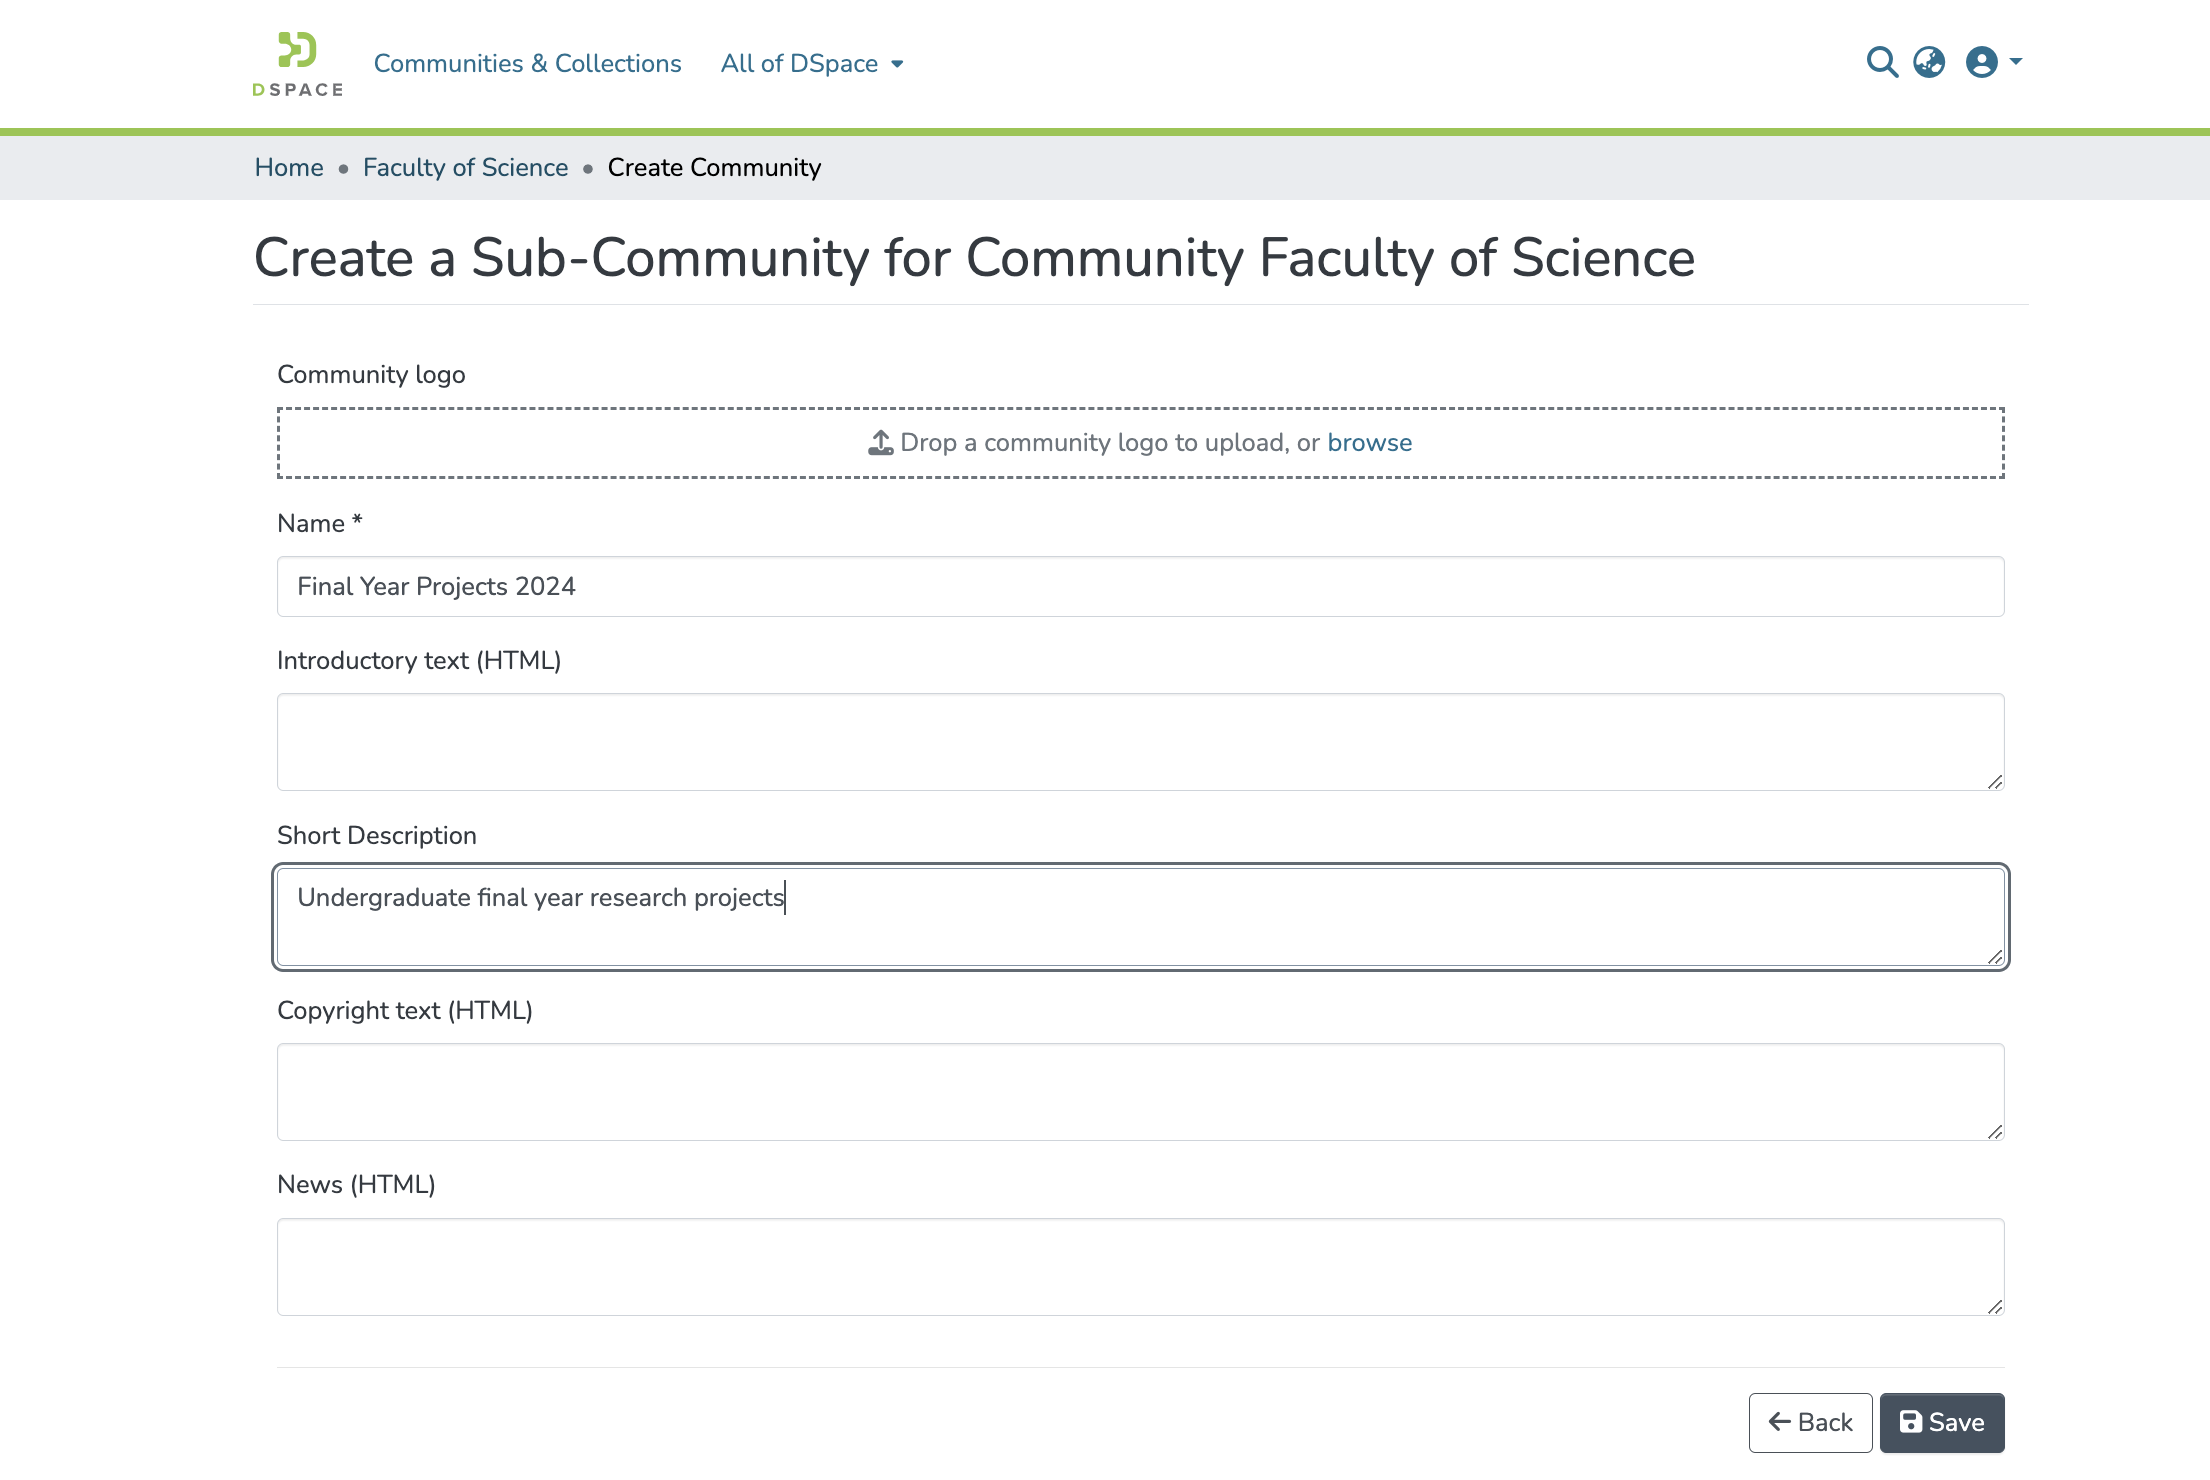 DSPACE
Communities & Collections All of DSpace
Home • Faculty of Science • Create Community
Create a Sub-Community for Community Faculty of Science
Community logo
Drop a community logo to upload, or browse
Name *
Final Year Projects 2024
Introductory text (HTML)
Short Description
Undergraduate final year research projects
Copyright text (HTML)
News (HTML)
Back Save